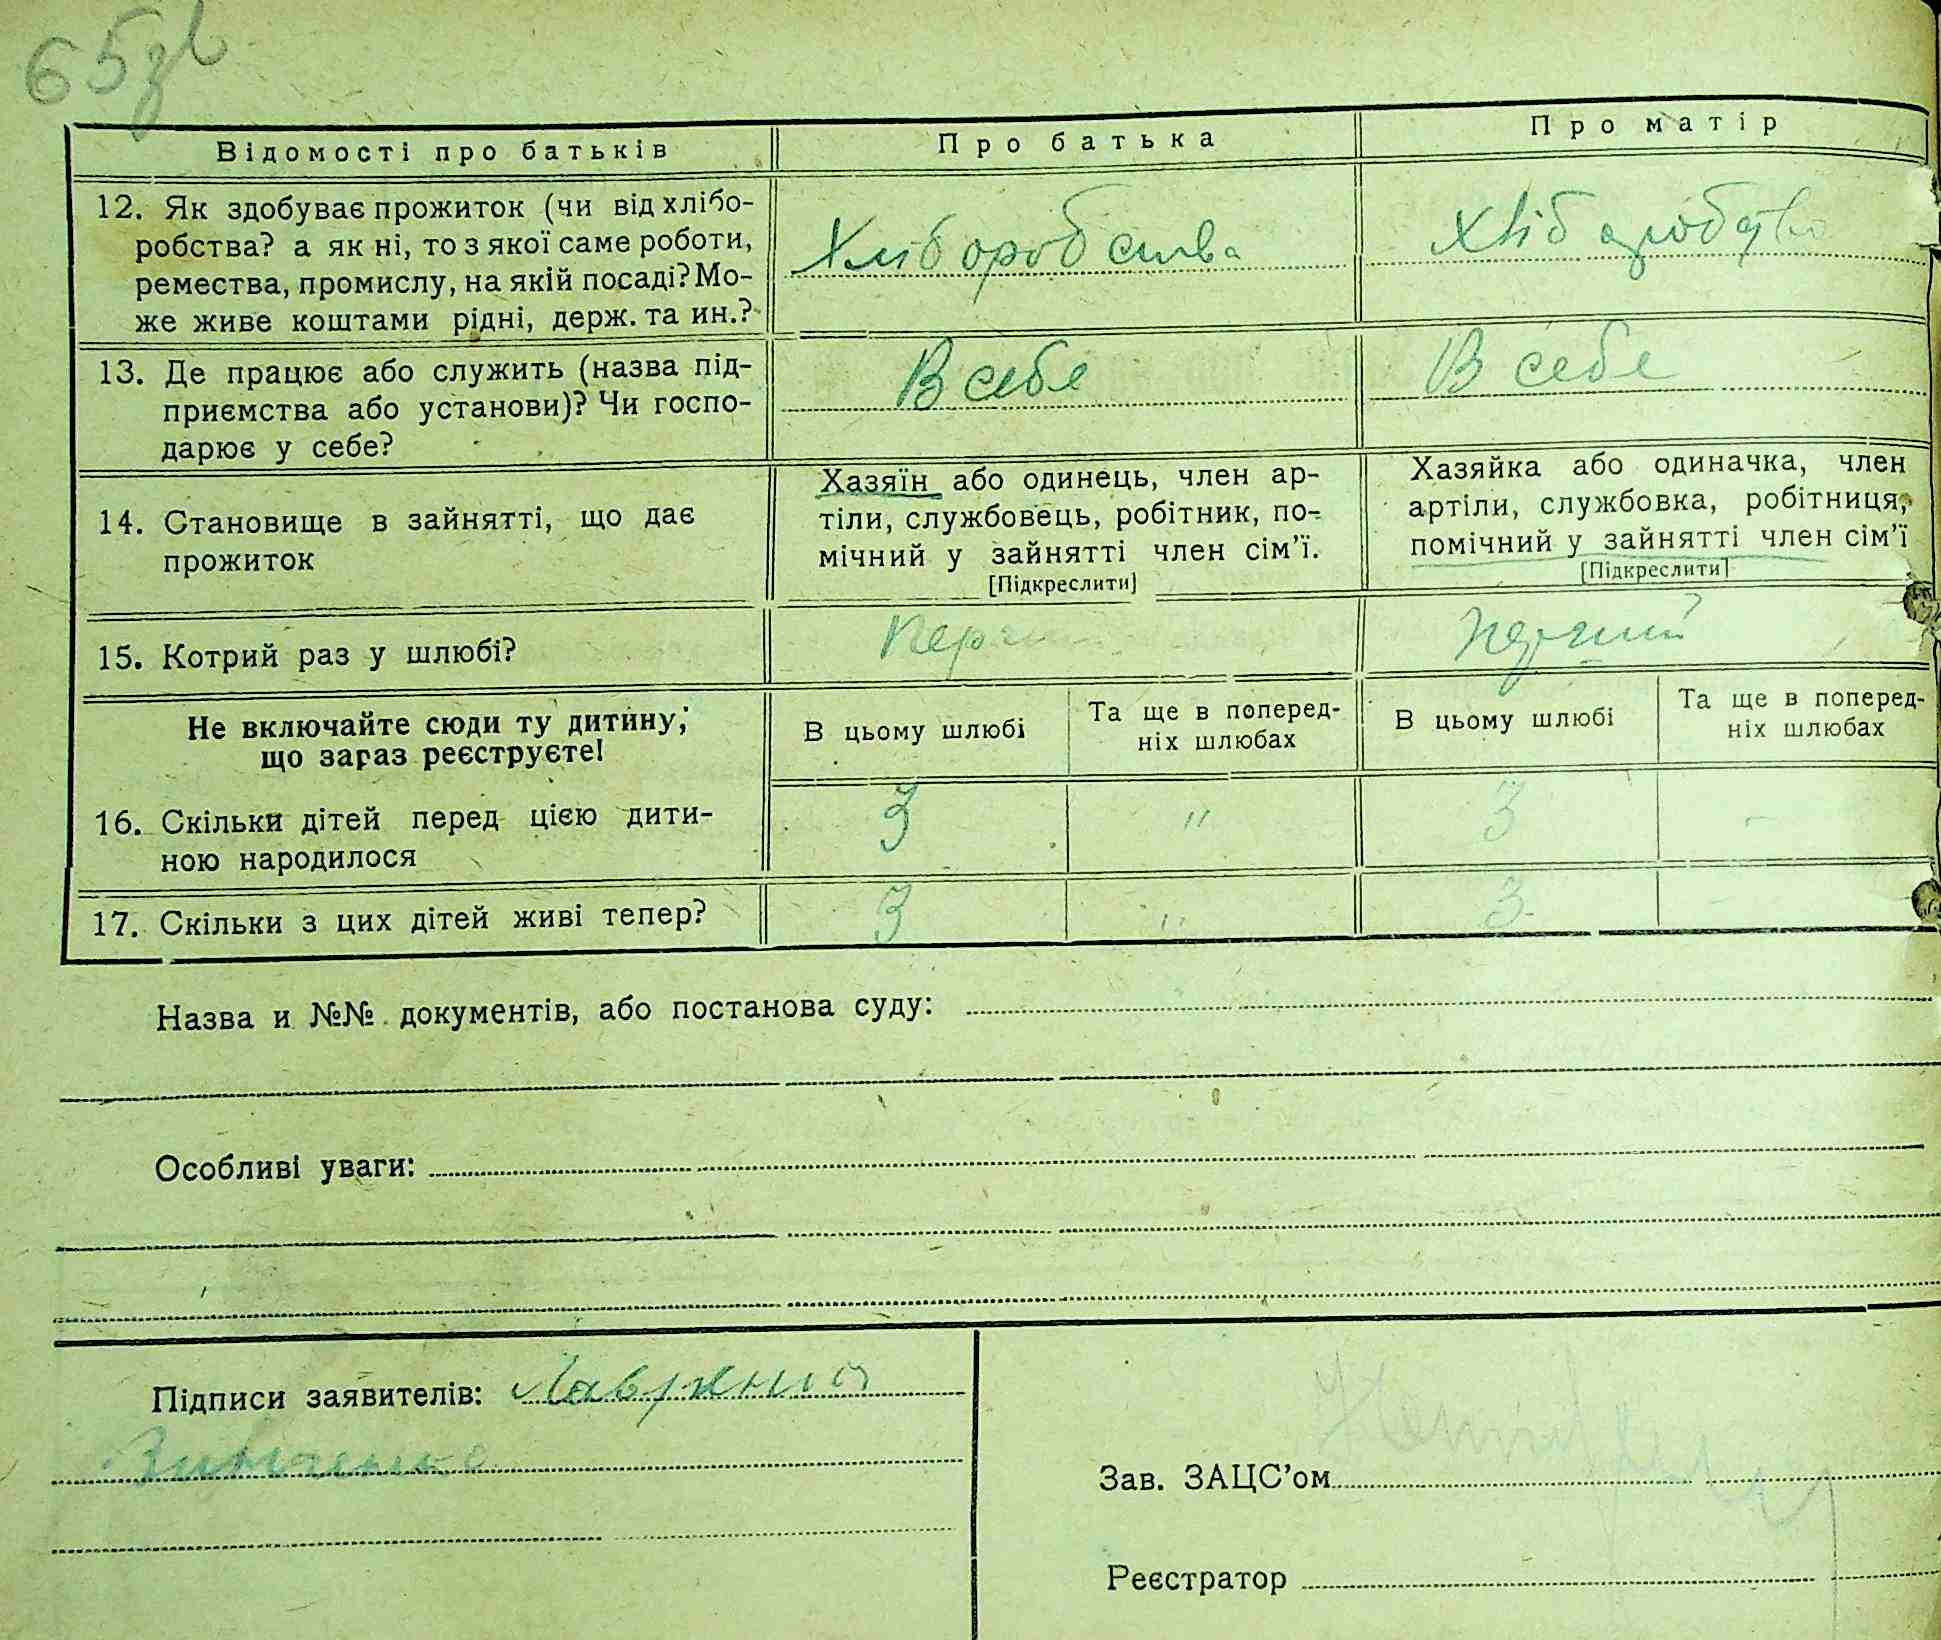 65зв
Відомості про батьків
Про батька
Про матір
12. Як здобуває прожиток (чи від хлібо-
робства? а як ні, то з якої саме роботи,
ремества, промислу, на якій посаді? Мо-
же живе коштами рідні, держ. та ин.?
Хліборобства
Хліборобство
13. Де працює або служить (назва під-
приємства або установи)? Чи госпо-
дарює у себе?
В себе
В себе
14. Становище в зайнятті, що дає
прожиток
Хазяїн або одинець, член ар-
тіли, службовець, робітник, по-
мічний у зайнятті член сім'ї.
[Підкреслити]
Хазяйка або одиначка, член
артіли, службовка, робітниця,
помічний у зайнятті член сім'ї
[Підкреслити]
15. Котрий раз у шлюбі?
перший
Не включайте сюди ту дитину,
що зараз реєструєте!
В цьому шлюбі
Та ще в поперед-
ніх шлюбах
В цьому шлюбі
Та ще в поперед-
ніх шлюбах
16. Скільки дітей перед цією дити-
ною народилося
3 " 3 -
17. Скільки з цих дітей живі тепер?
3 " 3 -
Назва и №№ документів, або постанова суду:
Особливі уваги:
Підписи заявителів:
Зав. ЗАЦС'ом
Реєстратор